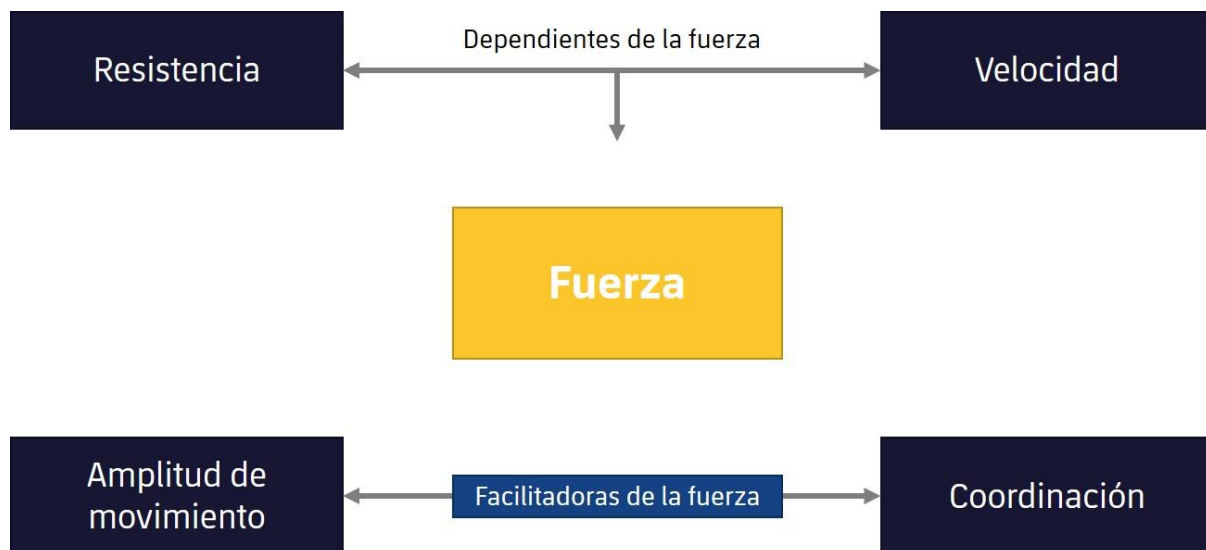 Dependientes de la fuerza
Resistencia
Velocidad
Fuerza
Amplitud de
movimiento
Facilitadoras de la fuerza
Coordinación